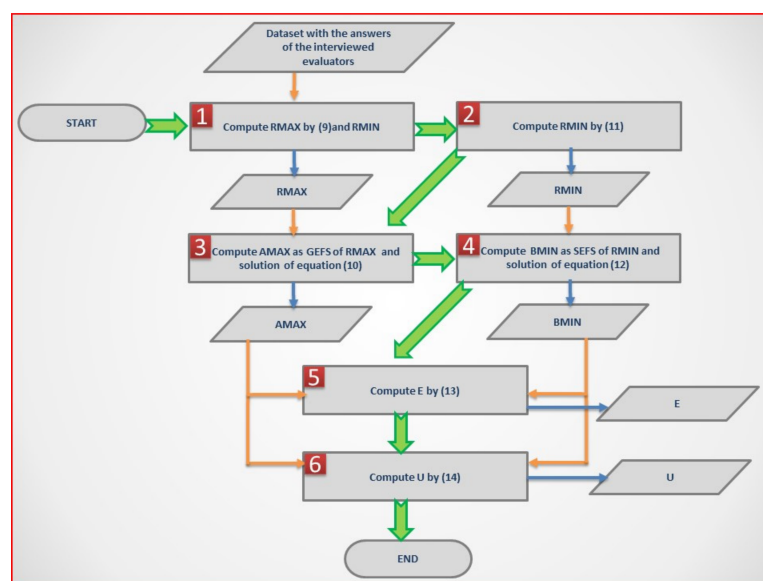 Dataset with the answers
of the interviewed
evaluators
START
1
Compute RMAX by (9)and RMIN
2
Compute RMIN by (11)
RMAX
RMIN
3
Compute AMAX as GEFS of RMAX and
solution of equation (10)
4
Compute BMIN as SEFS of RMIN and
solution of equation (12)
AMAX
BMIN
5
Compute E by (13)
E
6
Compute U by (14)
U
END